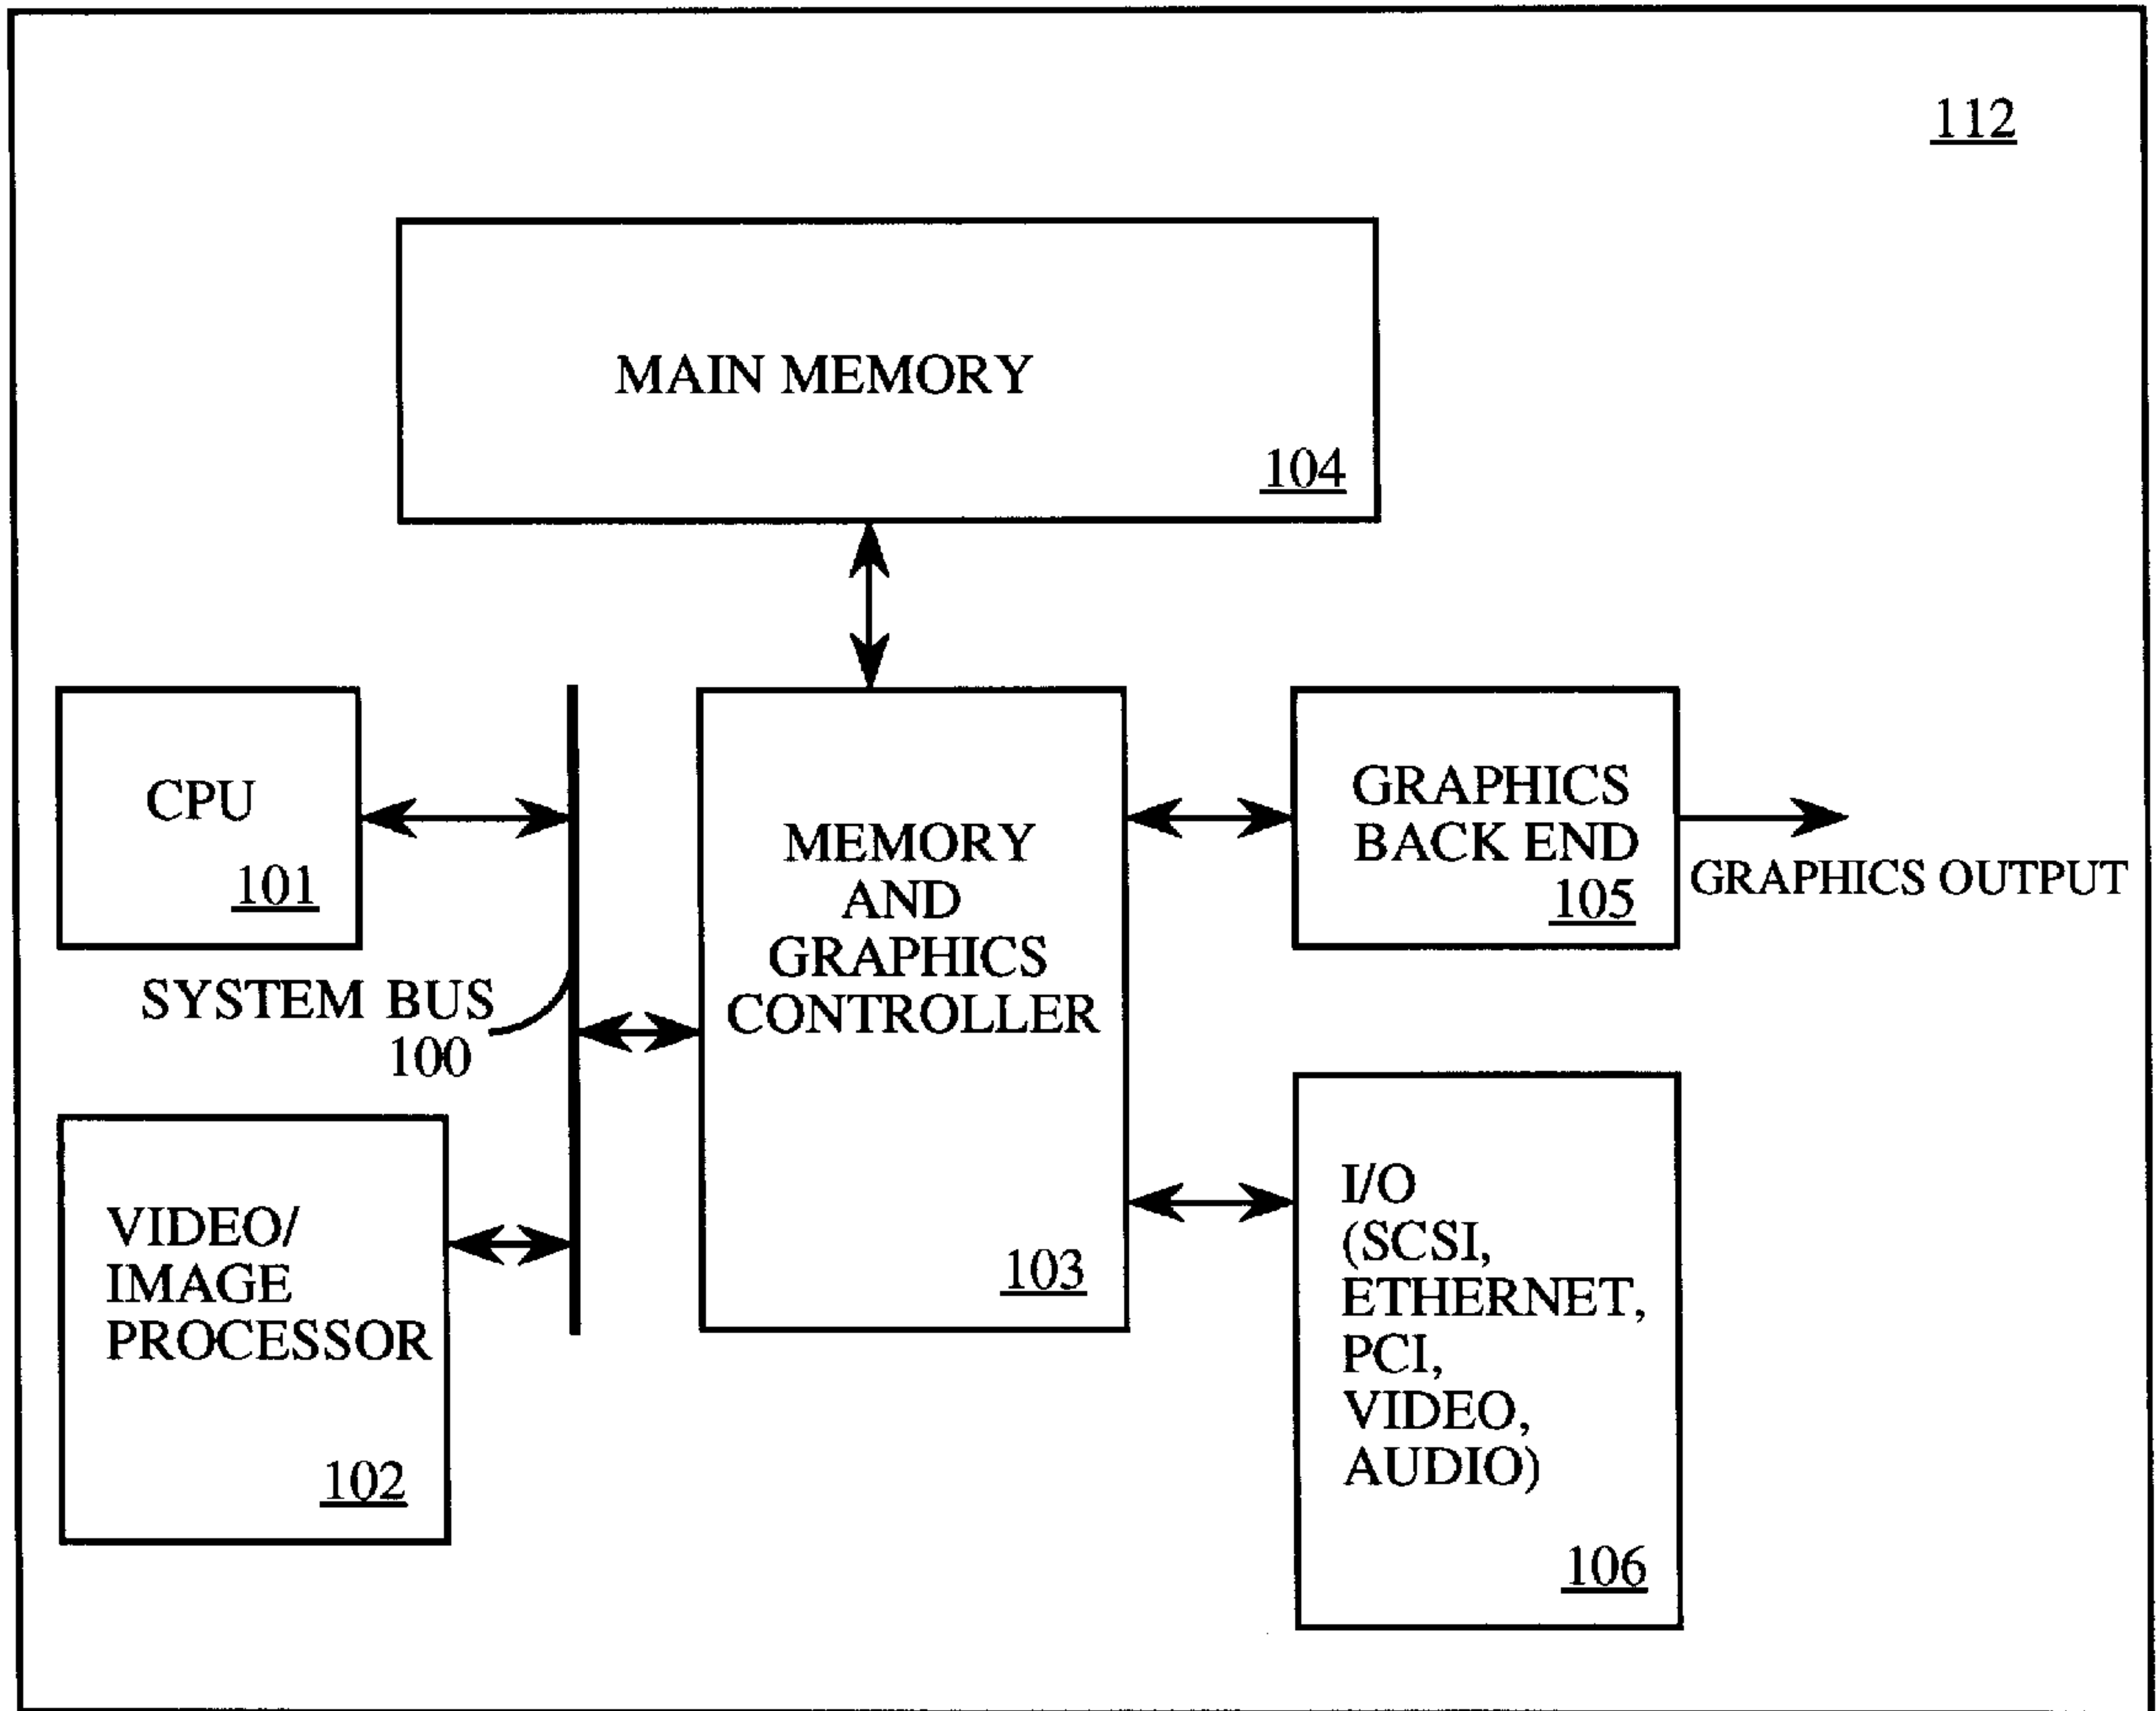 112
MAIN MEMORY
104
CPU
101
SYSTEM BUS
100
MEMORY
AND
GRAPHICS
CONTROLLER
103
GRAPHICS
BACK END
105
GRAPHICS OUTPUT
VIDEO/
IMAGE
PROCESSOR
102
I/O
(SCSI,
ETHERNET,
PCI,
VIDEO,
AUDIO)
106